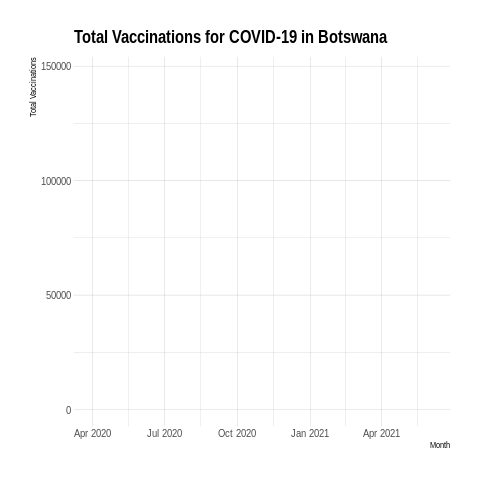 Total Vaccinations for COVID-19 in Botswana
Total Vaccinations
150000
100000
50000
0
Apr 2020 Jul 2020 Oct 2020 Jan 2021 Apr 2021
Month